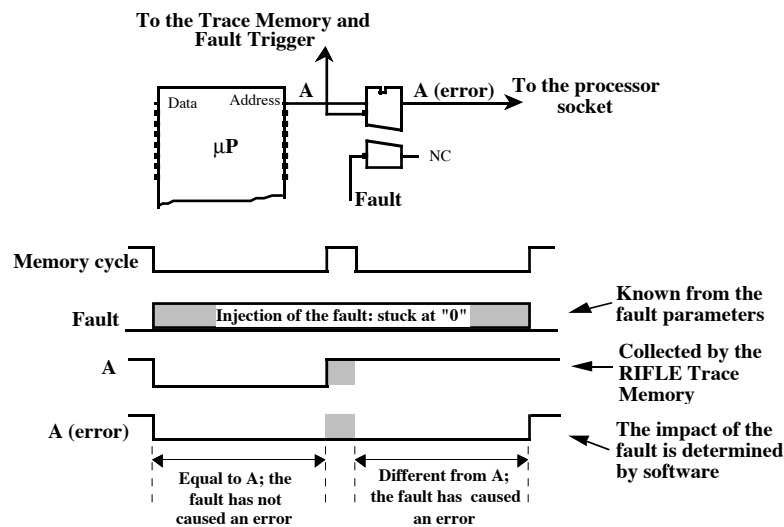 To the Trace Memory and
Fault Trigger
A
A (error)
To the processor
socket
Data
Address
µP
NC
Fault
Memory cycle
Fault
Injection of the fault: stuck at "0"
Known from the
fault parameters
A
Collected by the
RIFLE Trace
Memory
A (error)
The impact of the
fault is determined
by software
Equal to A; the
fault has not
caused an error
Different from A;
the fault has caused
an error